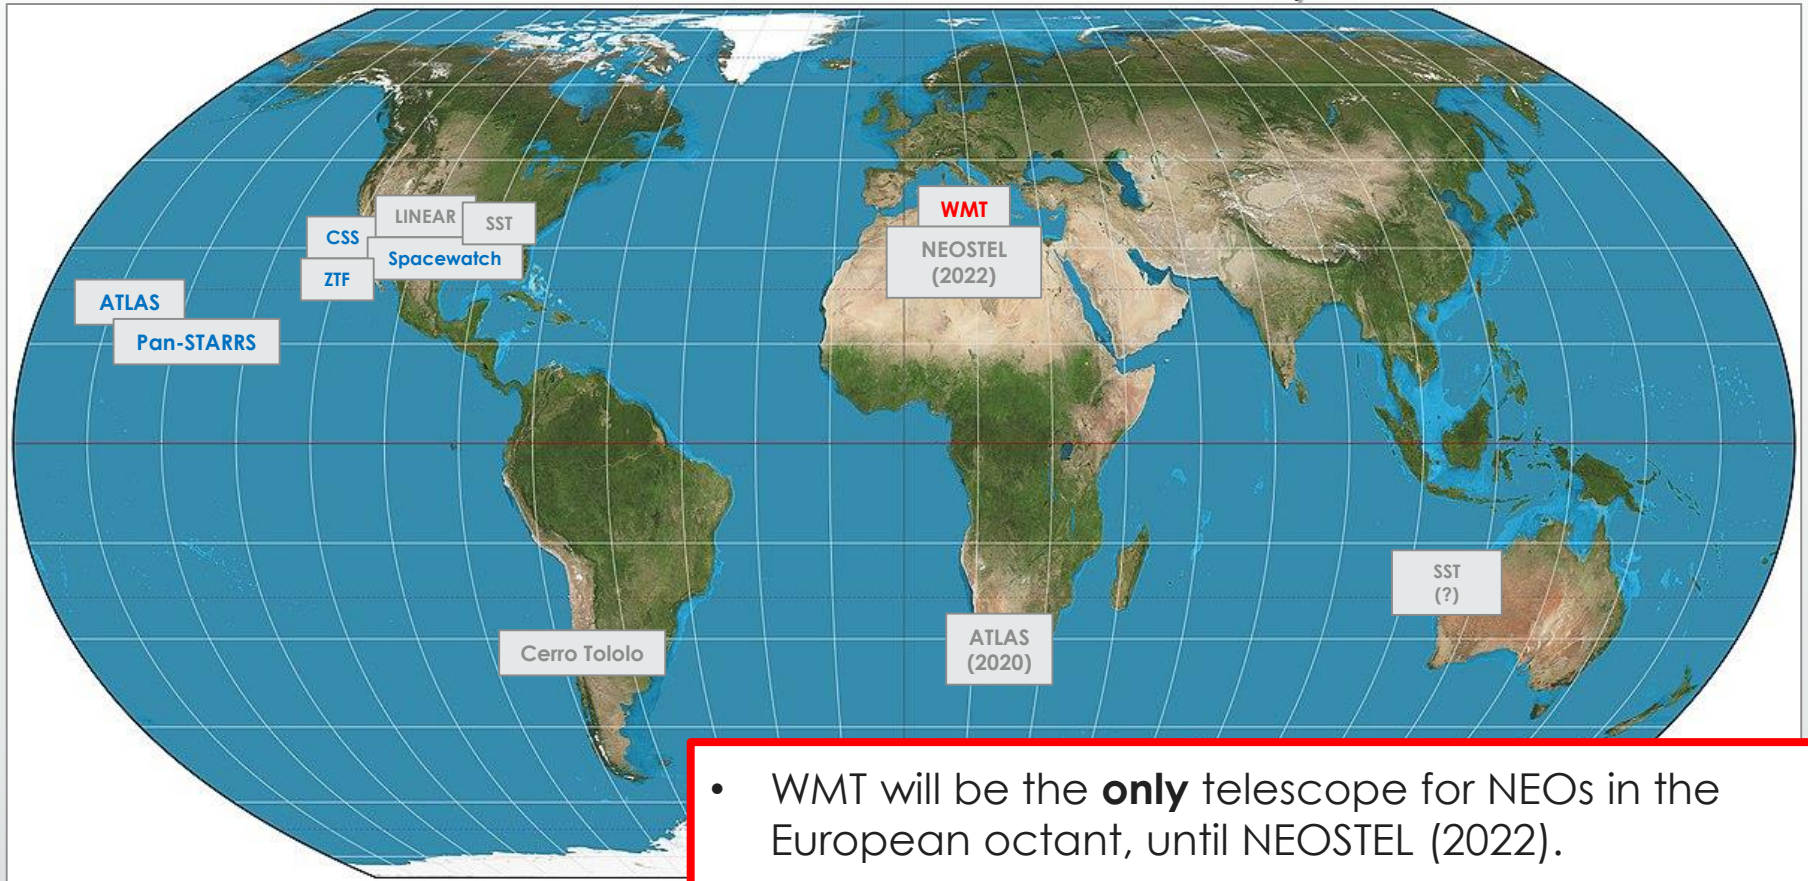 LINEAR
SST
CSS
Spacewatch
ZTF
ATLAS
Pan-STARRS
WMT
NEOSTEL
(2022)
SST
(?)
Cerro Tololo
ATLAS
(2020)
• WMT will be the only telescope for NEOs in the
European octant, until NEOSTEL (2022).